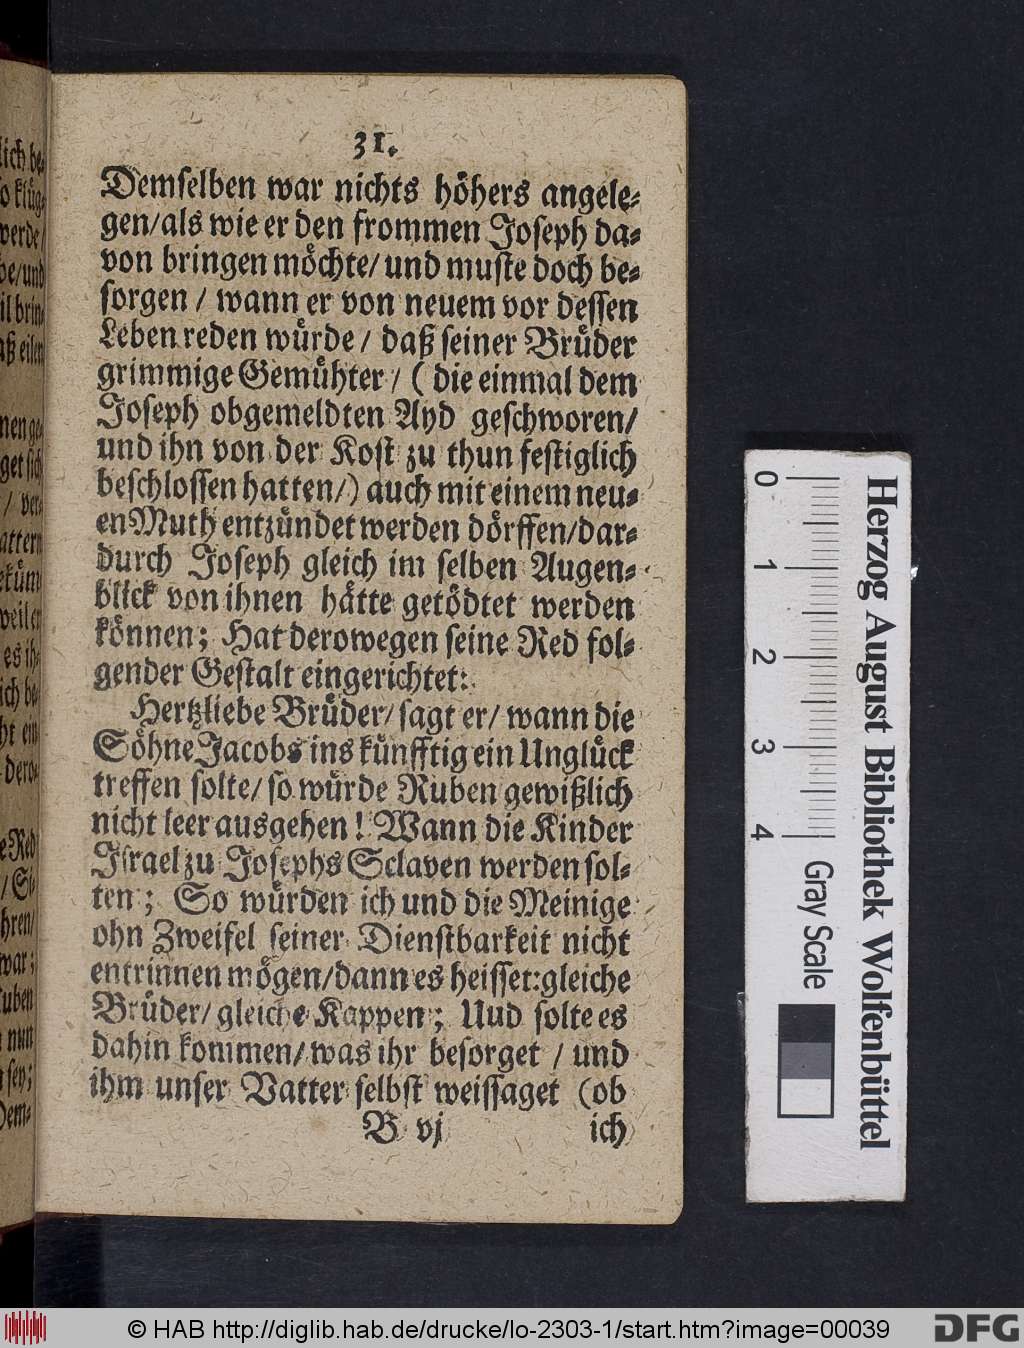 31.
Demſelben war nichts höhers angele-
gen/als wie er den frommen Joſeph da-
von bringen möchte/ und muſte doch be-
ſorgen / wann er von neuem vor deſſen
Leben reden würde / daß ſeiner Brüder
grimmige Gemühter / ( die einmal dem
Joſeph obgemeldten Ayd geſchworen/
und ihn von der Koſt zu thun feſtiglich
beſchloſſen hatten/) auch mit einem neu-
en Muth entzündet werden dörffen/dar-
durch Joſeph gleich im ſelben Augen-
blick von ihnen hätte getödtet werden
können; Hat derowegen ſeine Red fol-
gender Geſtalt eingerichtet:
Hertzliebe Brüder/ ſagt er/ wann die
Söhne Jacobs ins künfftig ein Unglück
treffen ſolte/ ſo würde Ruben gewißlich
nicht leer ausgehen! Wann die Kinder
Iſrael zu Joſephs Sclaven werden ſol-
ten; So würden ich und die Meinige
ohn Zweifel ſeiner Dienſtbarkeit nicht
entrinnen mögen/dann es heiſſet: gleiche
Brüder/ gleiche Kappen; Uud ſolte es
dahin kommen/ was ihr beſorget / und
ihm unſer Vatter ſelbſt weiſſaget (ob
B vj ich
0 1 2 3 4
Gray Scale
Herzog August Bibliothek Wolfenbüttel
© HAB http://diglib.hab.de/drucke/lo-2303-1/start.htm?image=00039
DFG